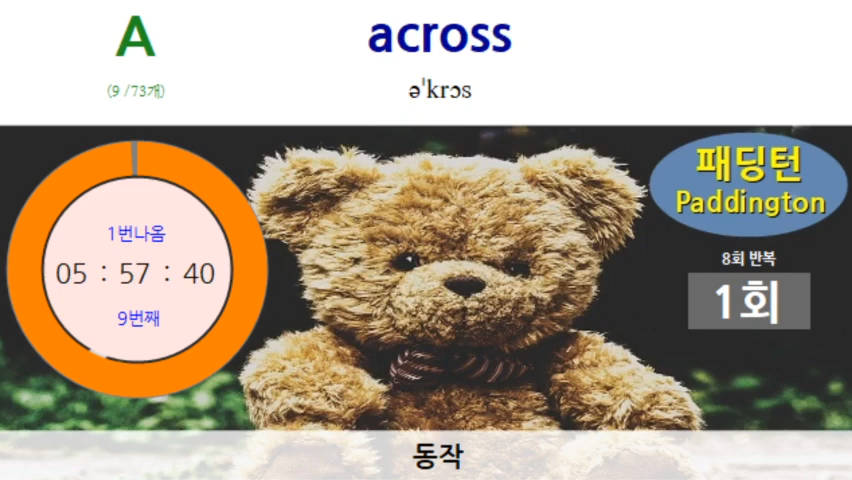 A
across
(9 /73개)
ə'krɔs
패딩턴
Paddington
1번나옴
05 : 57 : 40
9번째
8회 반복
1회
동작